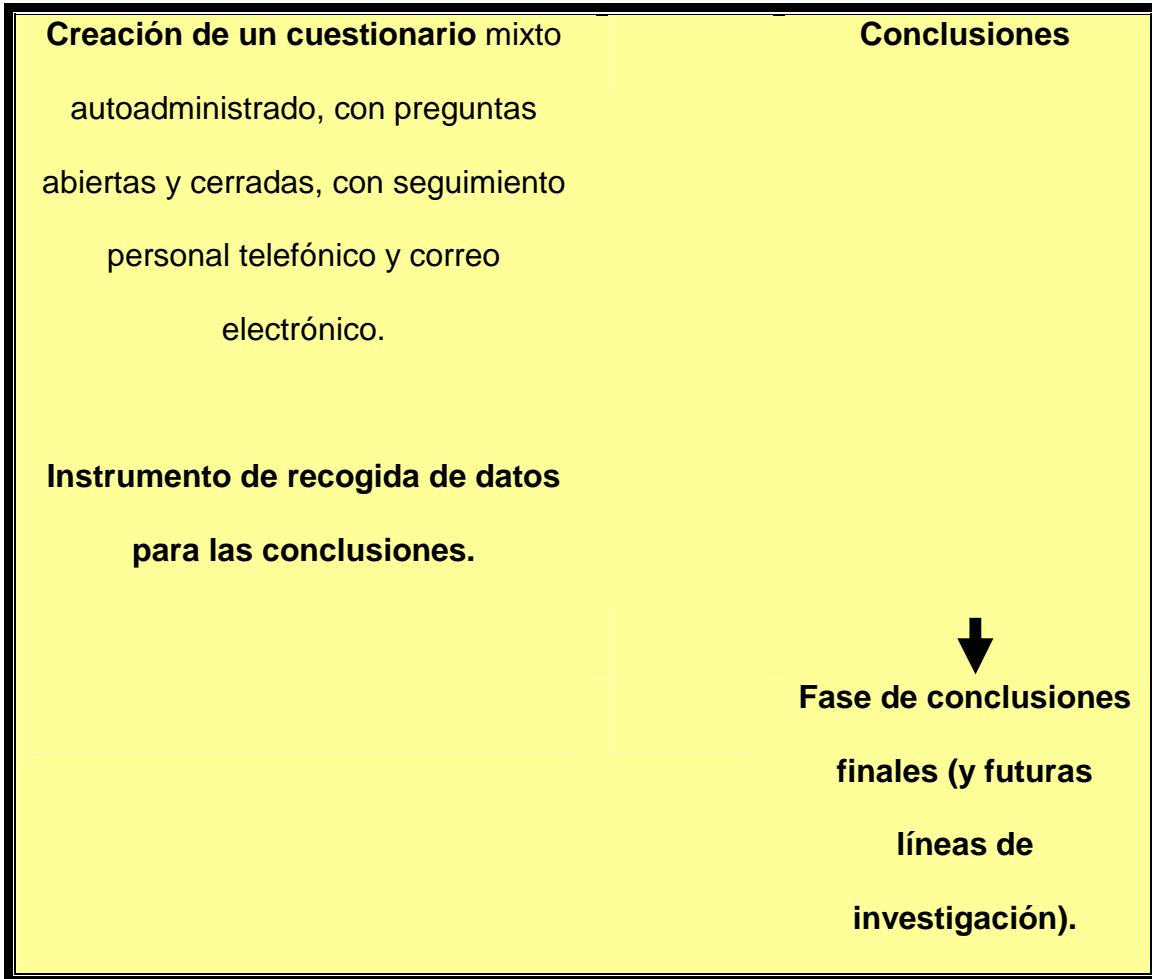 Creación de un cuestionario mixto
autoadministrado, con preguntas
abiertas y cerradas, con seguimiento
personal telefónico y correo
electrónico.
Instrumento de recogida de datos
para las conclusiones.
Conclusiones
Fase de conclusiones
finales (y futuras
líneas de
investigación).